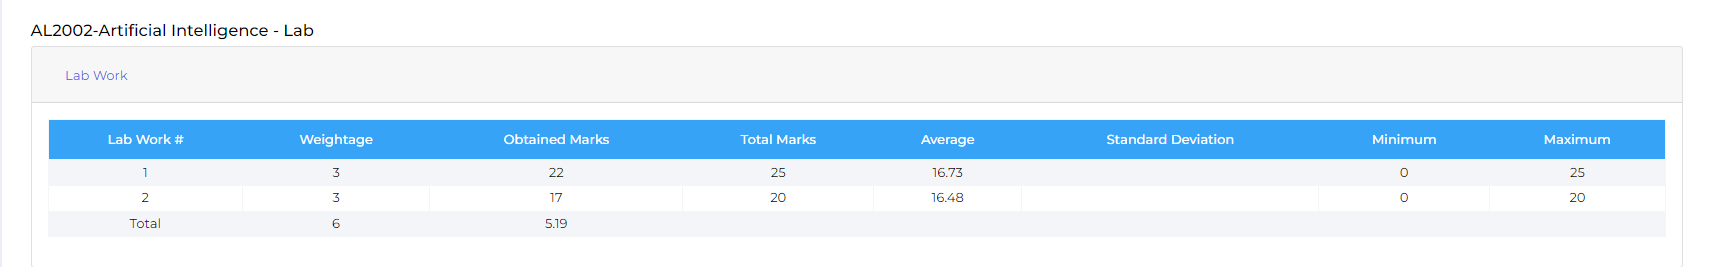 AL2002-Artificial Intelligence - Lab
Lab Work
Lab Work # Weightage Obtained Marks Total Marks Average Standard Deviation Minimum Maximum
1 3 22 25 16.73 0 25
2 3 17 20 16.48 0 20
Total 6 5.19